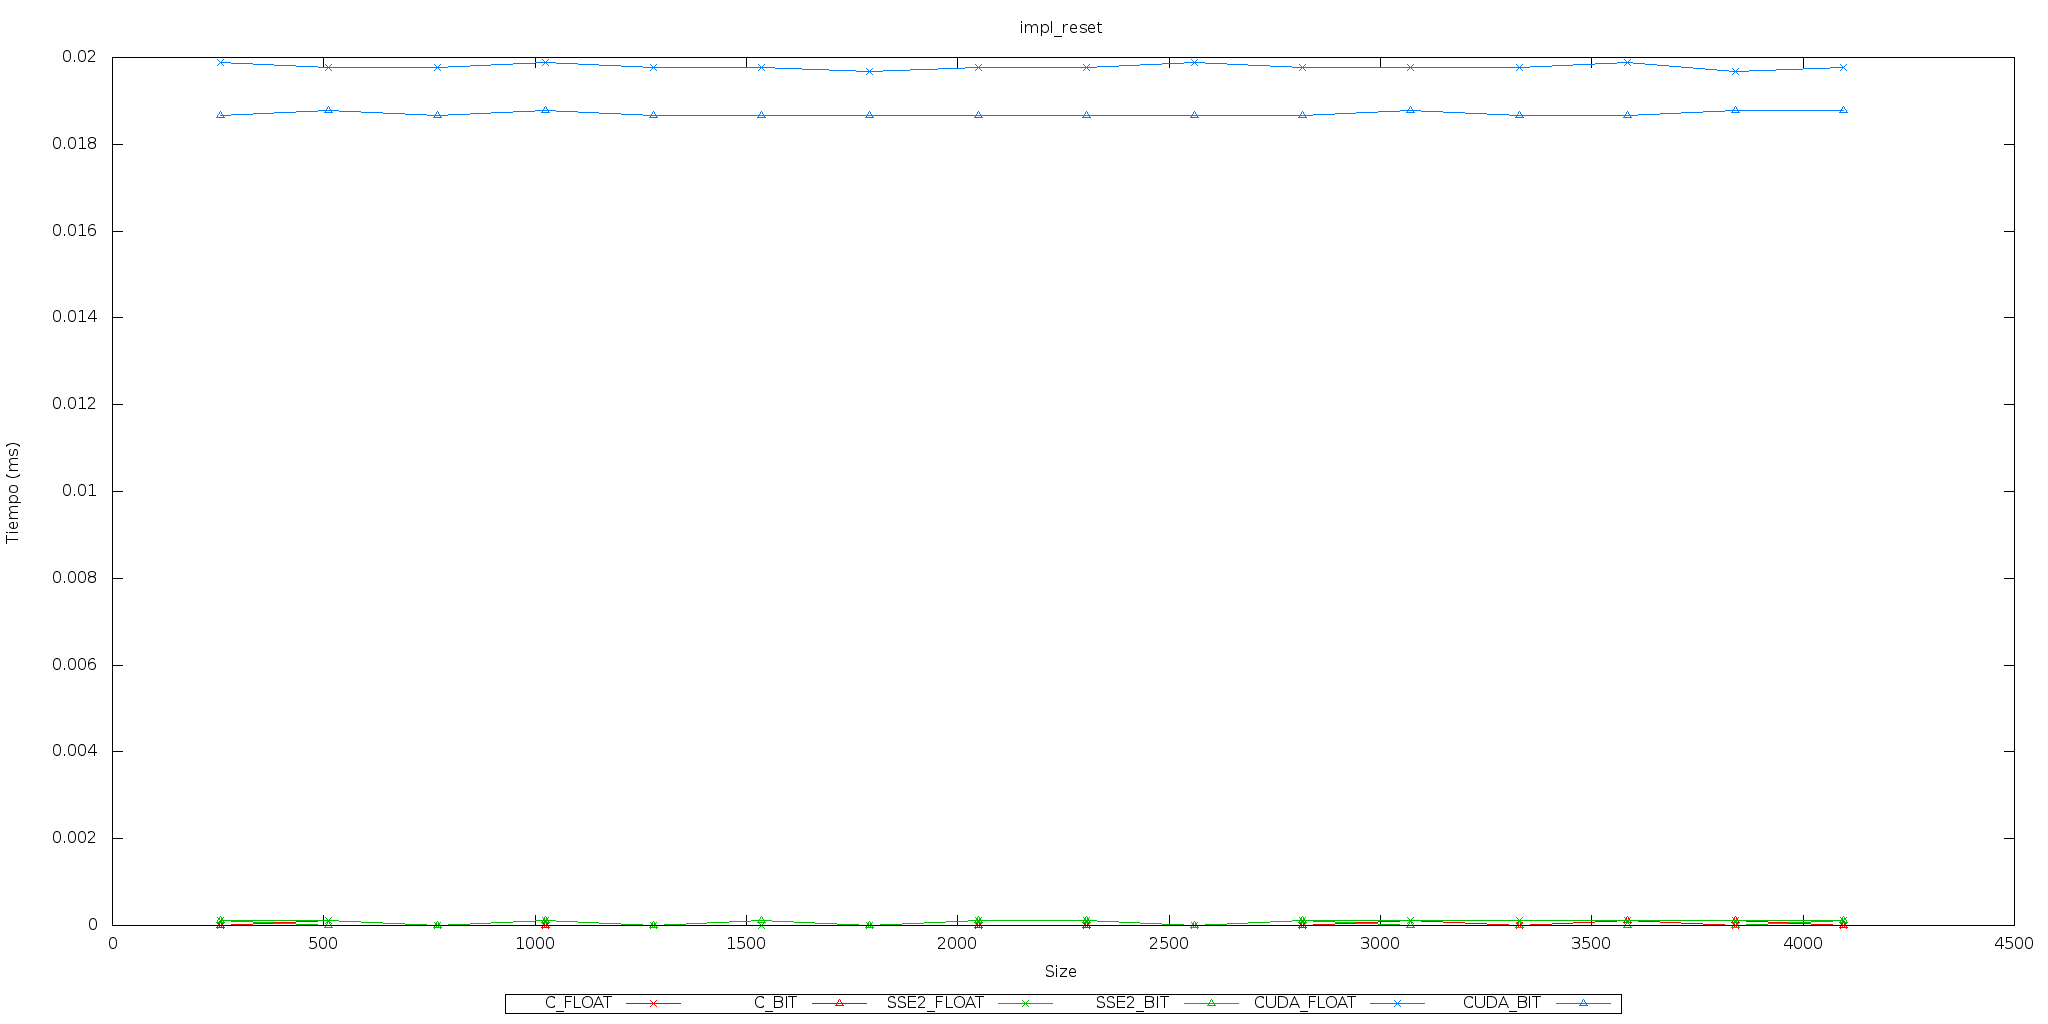 impl_reset
0.02
0.018
0.016
0.014
0.012
0.01
0.008
0.006
0.004
0.002
0
Tiempo (ms)
0 500 1000 1500 2000 2500 3000 3500 4000 4500
Size
C_FLOAT C_BIT SSE2_FLOAT SSE2_BIT CUDA_FLOAT CUDA_BIT